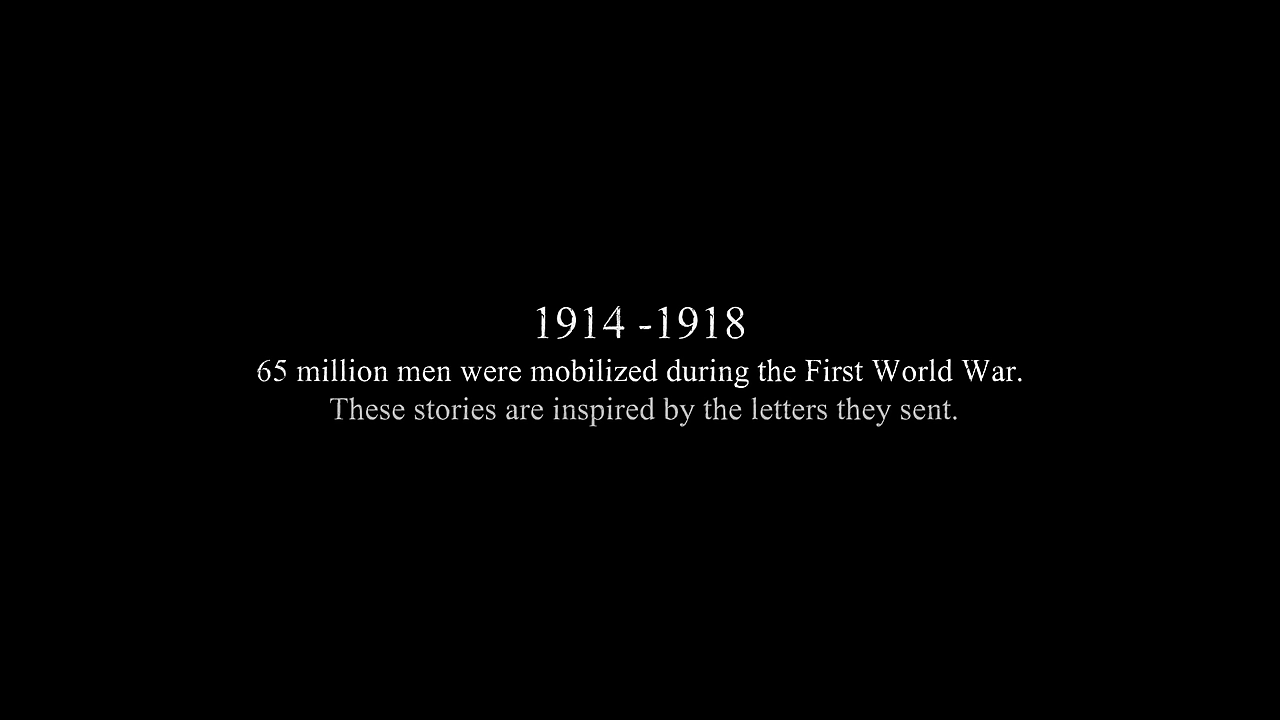 1914 -1918
65 million men were mobilized during the First World War.
These stories are inspired by the letters they sent.